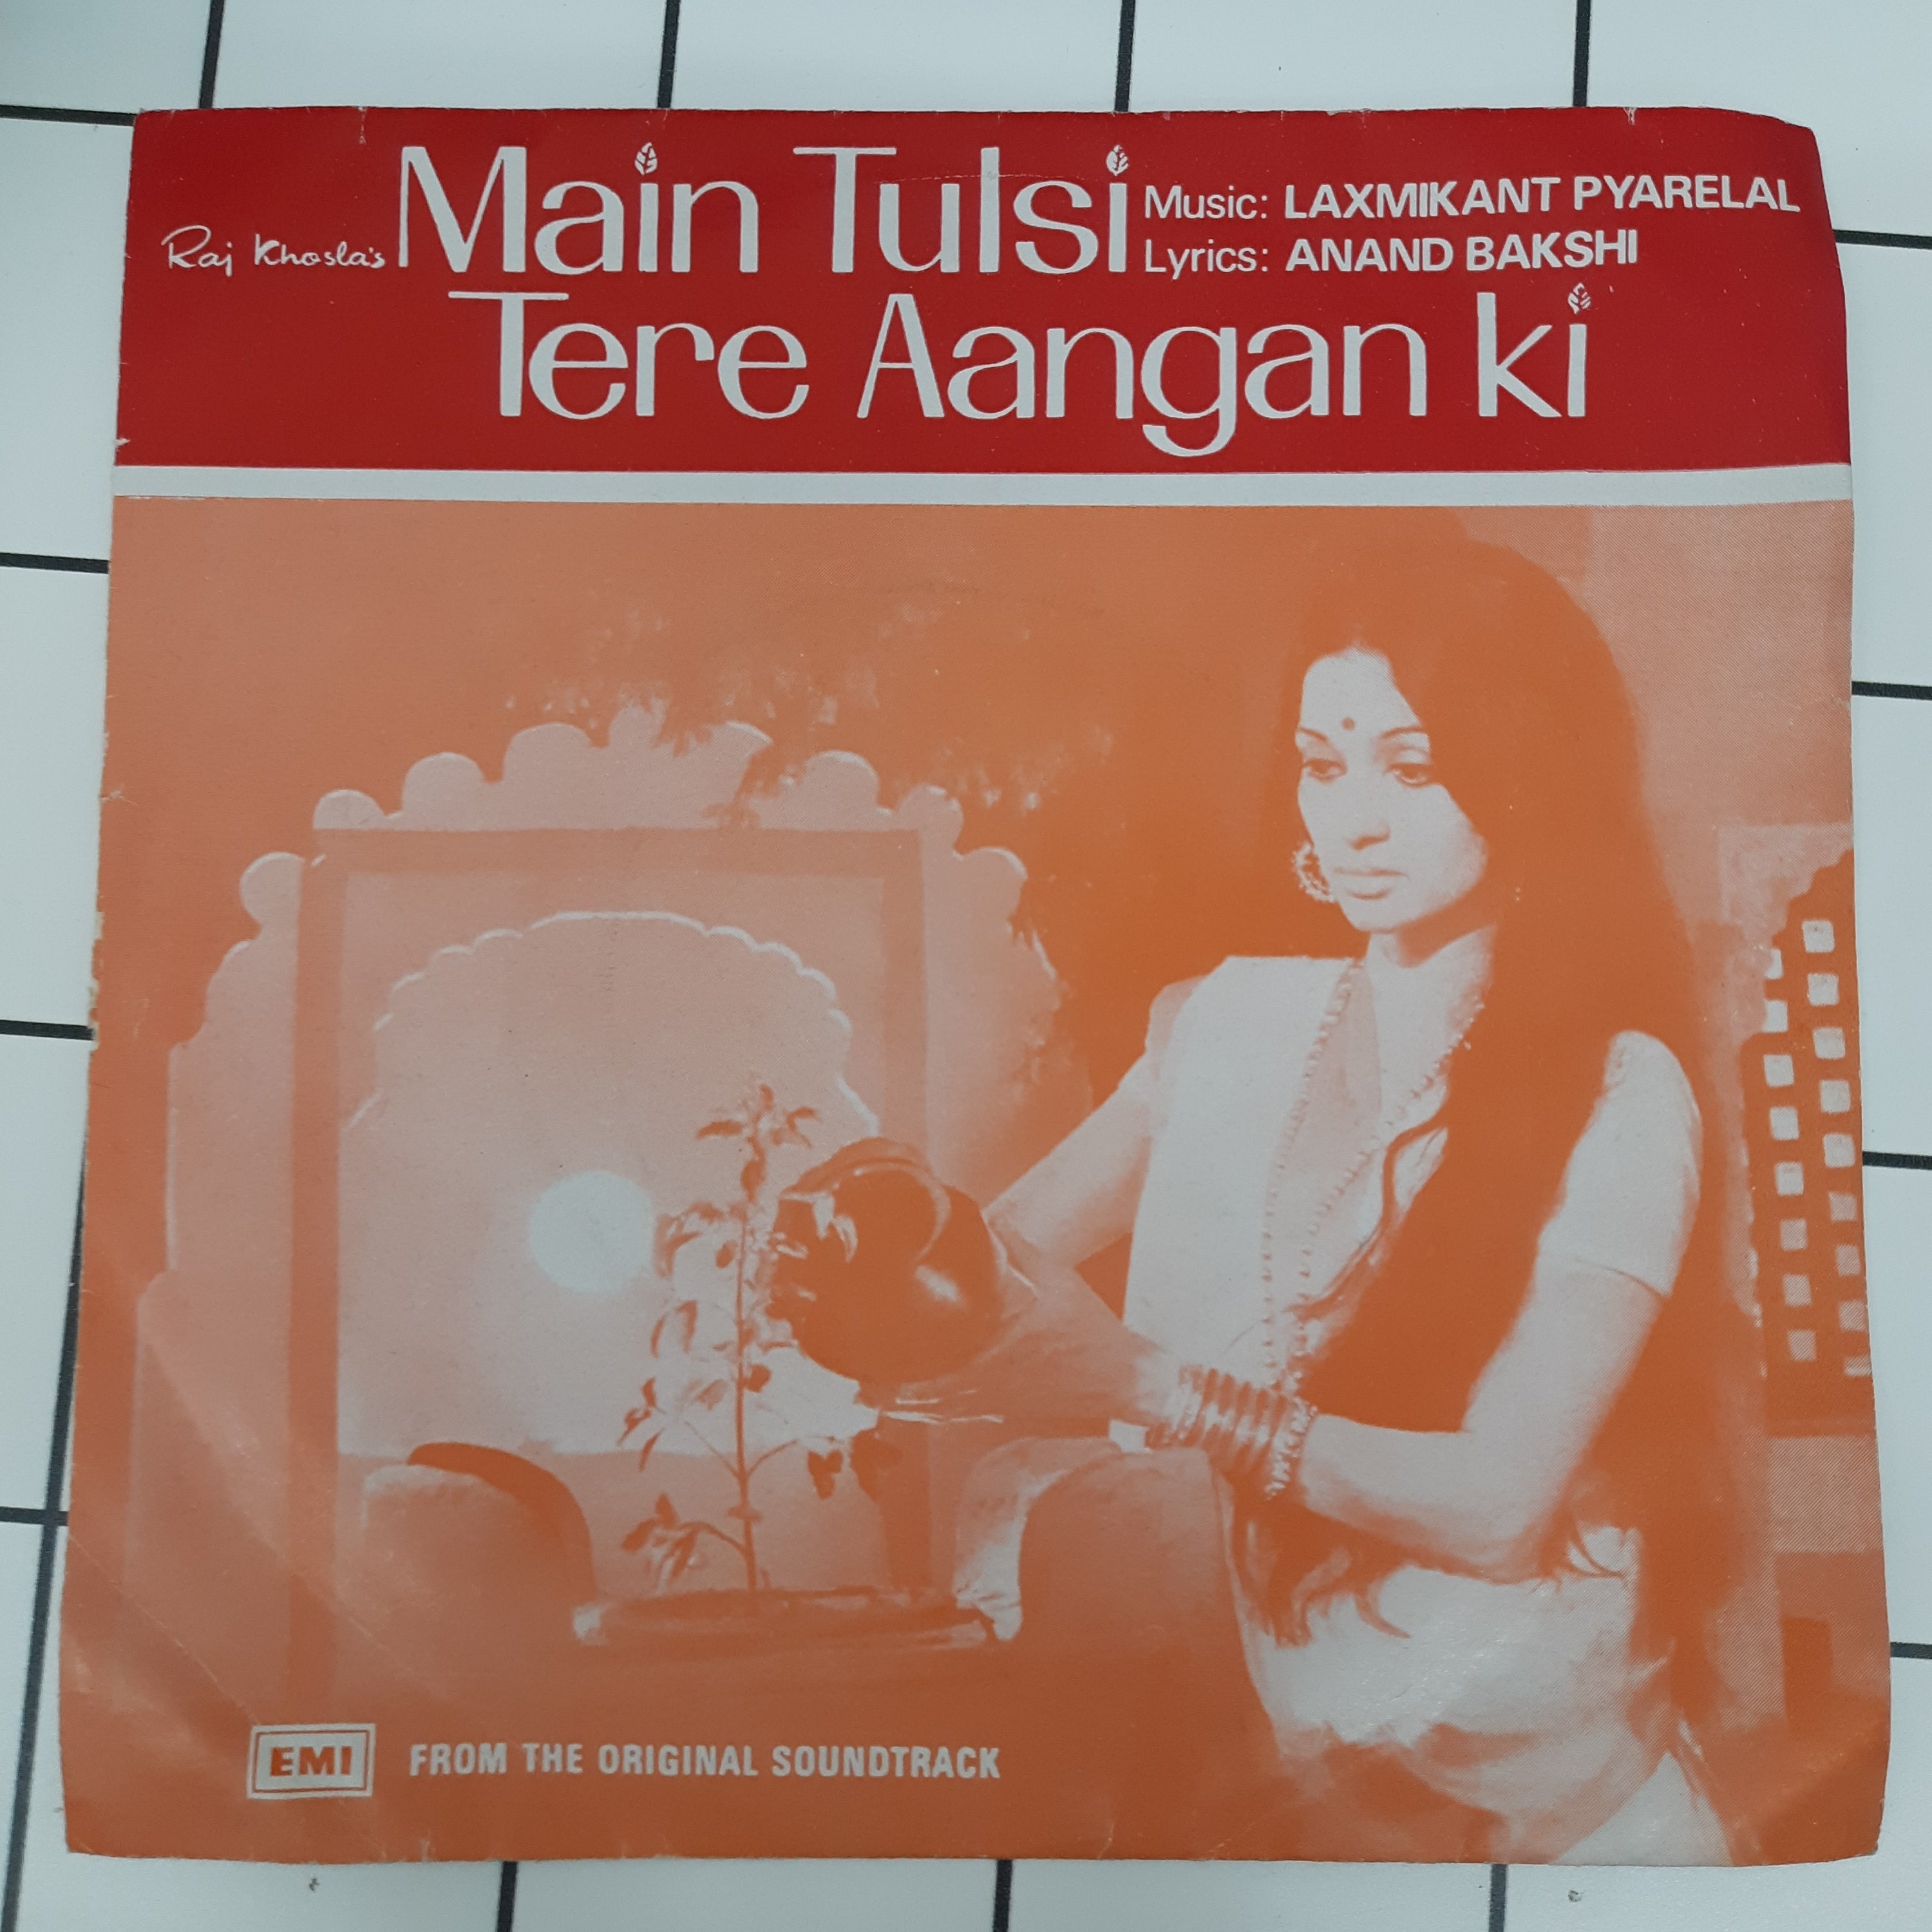 Raj Khosla's Main Tulsi
Music: LAXMIKANT PYARELAL
Lyrics: ANAND BAKSHI
Tere Aangan ki
EMI FROM THE ORIGINAL SOUNDTRACK